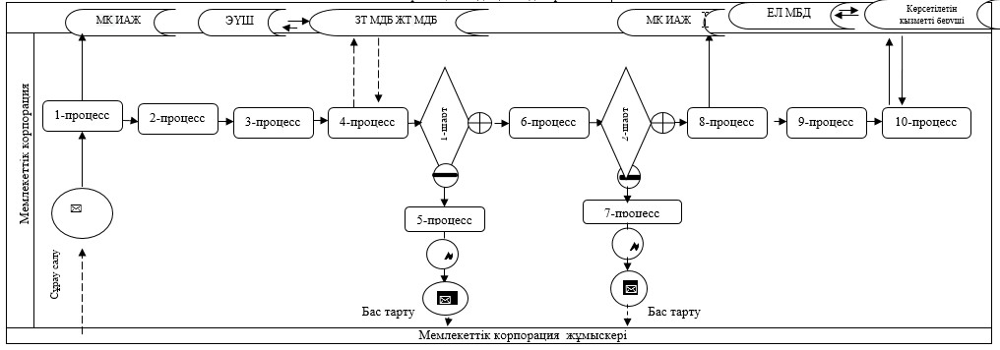 МК ИАЖ
ЭҮШ
ЗТ МДБ ЖТ МДБ
МК ИАЖ
ЕЛ МБД
Көрсетілетін
қызметті беруші
Мемлекеттік корпорация
1-процесс
2-процесс
3-процесс
4-процесс
1-шарт
6-процесс
2-шарт
8-процесс
9-процесс
10-процесс
5-процесс
7-процесс
Сұрау салу
Бас тарту
Бас тарту
Мемлекеттік корпорация жұмыскері